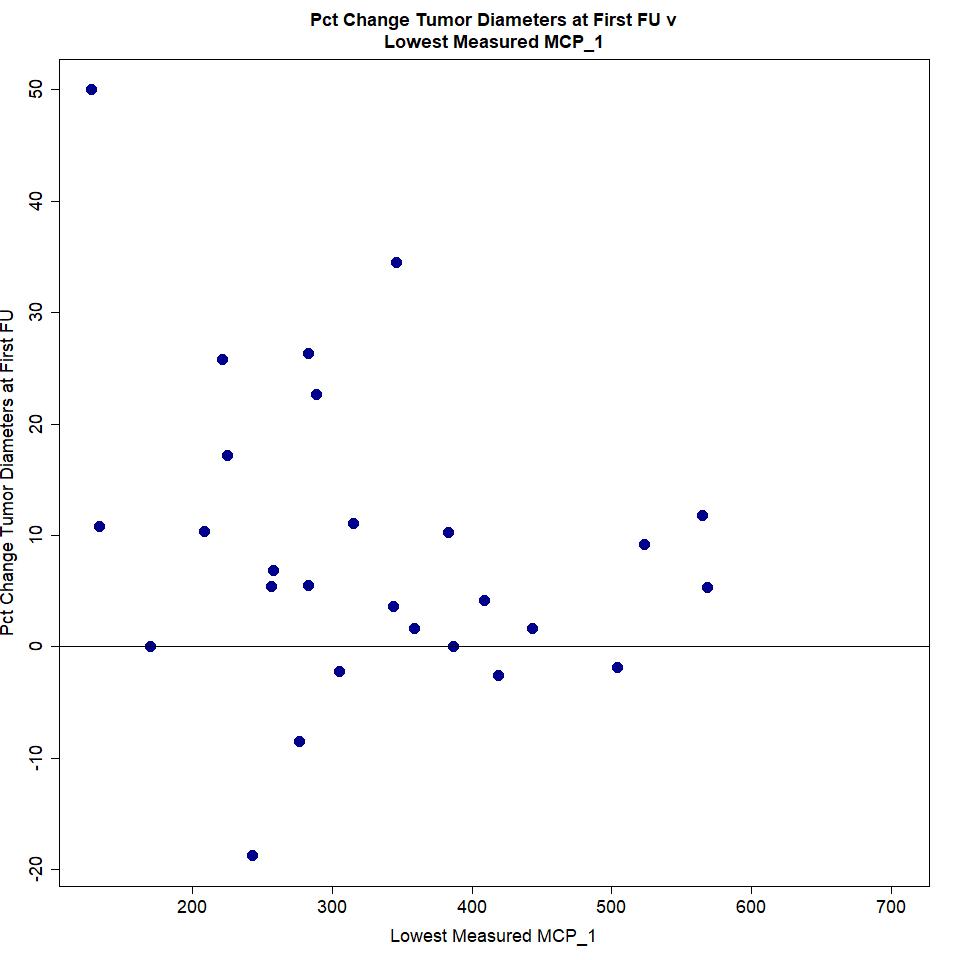 Pct Change Tumor Diameters at First FU v
Lowest Measured MCP_1
Pct Change Tumor Diameters at First FU
50
40
30
20
10
0
-10
-20
200 300 400 500 600 700
Lowest Measured MCP_1